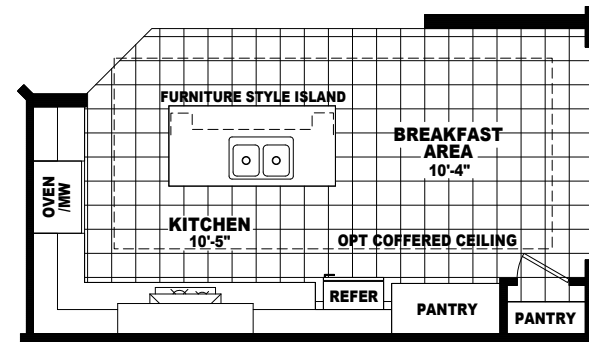 FURNITURE STYLE ISLAND
BREAKFAST
AREA
10'-4"
OVEN
/MW
KITCHEN
10'-5"
OPT COFFERED CEILING
REFER
PANTRY
PANTRY